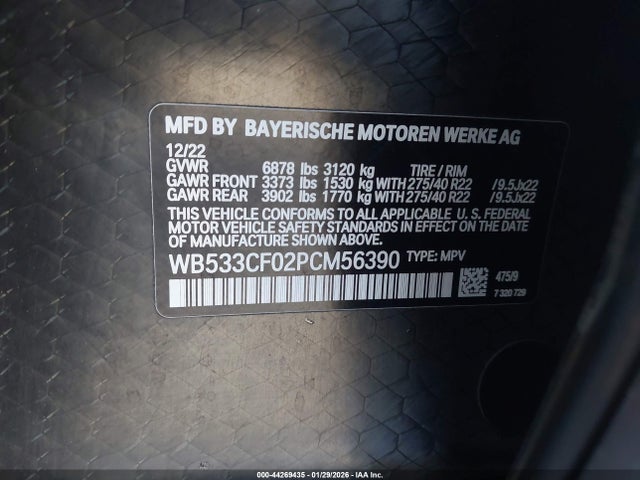 MFD BY BAYERISCHE MOTOREN WERKE AG
12/22
GVWR 6878 lbs 3120 kg TIRE / RIM
GAWR FRONT 3373 lbs 1530 kg WITH 275/40 R22 /9.5Jx22
GAWR REAR 3902 lbs 1770 kg WITH 275/40 R22 /9.5Jx22
THIS VEHICLE CONFORMS TO ALL APPLICABLE U. S. FEDERAL
MOTOR VEHICLE SAFETY STANDARDS IN EFFECT ON THE
DATE OF MANUFACTURE SHOWN ABOVE.
WB533CF02PCM56390 TYPE: MPV
475/9
7 320 729
000-44269435 - 01/29/2026 - IAA Inc.